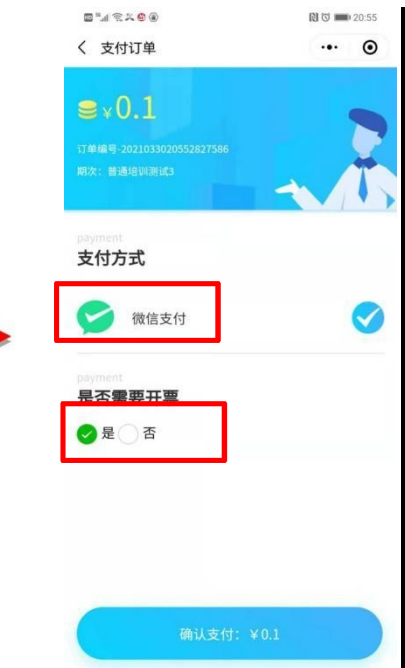 20:55
支付订单
¥0.1
订单编号-2021033020552827586
期次：普通培训测试3
payment
支付方式
微信支付
payment
是否需要开票
是 否
确认支付：￥0.1